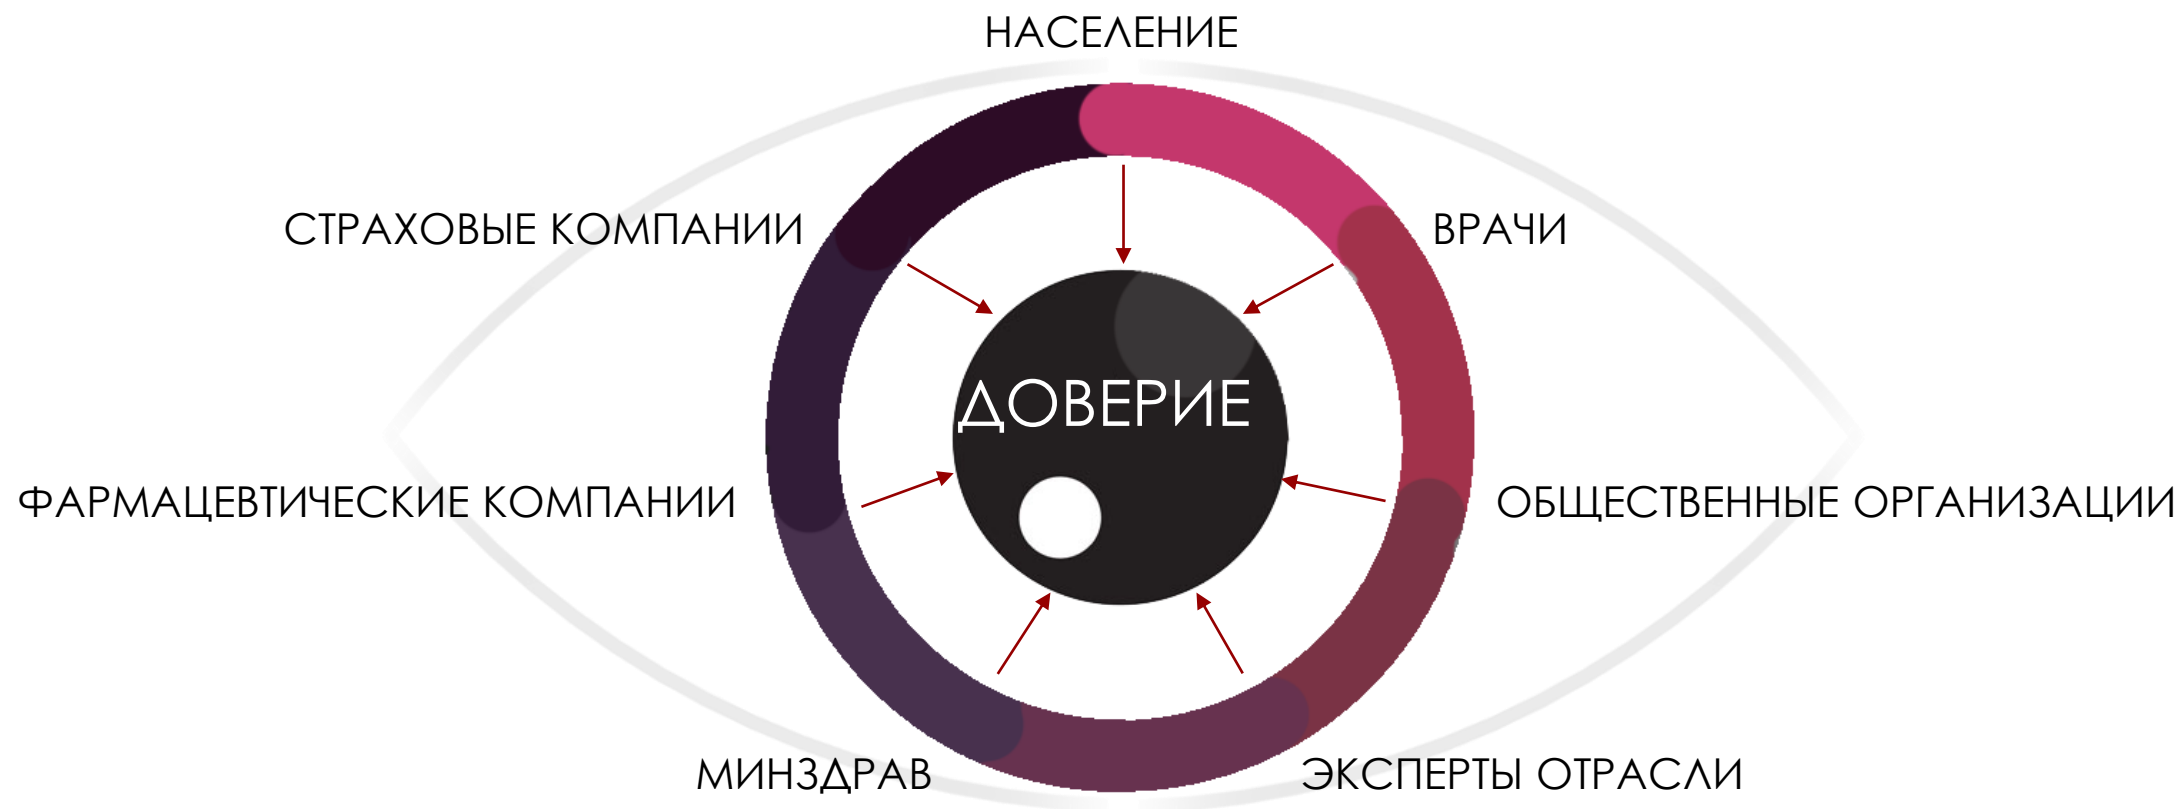 НАСЕЛЕНИЕ
СТРАХОВЫЕ КОМПАНИИ
ВРАЧИ
ДОВЕРИЕ
ФАРМАЦЕВТИЧЕСКИЕ КОМПАНИИ
ОБЩЕСТВЕННЫЕ ОРГАНИЗАЦИИ
МИНЗДРАВ
ЭКСПЕРТЫ ОТРАСЛИ